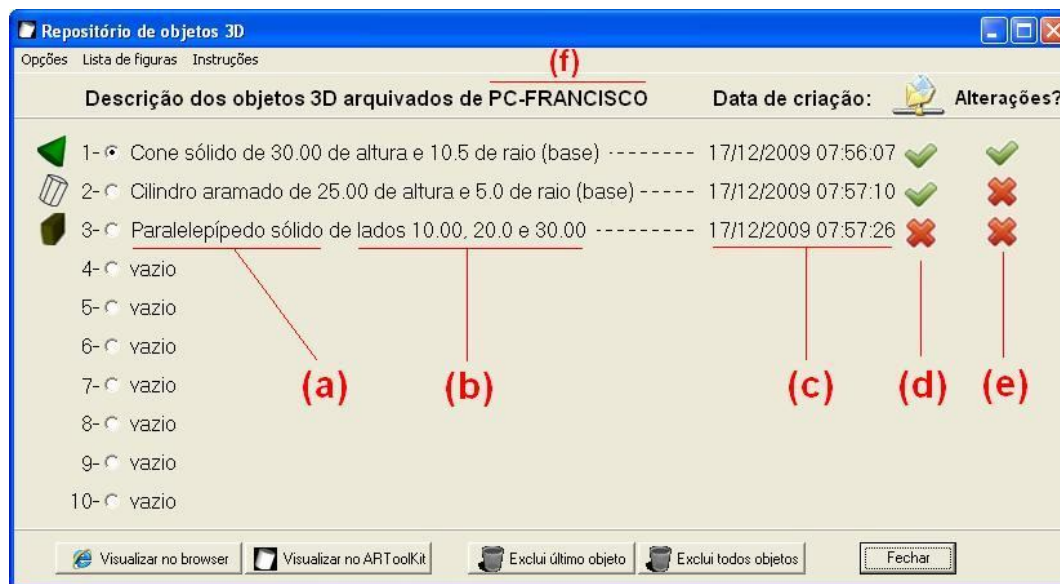 Repositório de objetos 3D
Opções Lista de figuras Instruções
(f)
Descrição dos objetos 3D arquivados de PC-FRANCISCO Data de criação: Alterações?
1- Cone sólido de 30.00 de altura e 10.5 de raio (base) -------- 17/12/2009 07:56:07
2- Cilindro aramado de 25.00 de altura e 5.0 de raio (base) ----- 17/12/2009 07:57:10
3- Paralelepípedo sólido de lados 10.00, 20.0 e 30.00 --------- 17/12/2009 07:57:26
4- vazio
5- vazio
6- vazio
7- vazio
(a) (b) (c) (d) (e)
8- vazio
9- vazio
10- vazio
Visualizar no browser Visualizar no ARToolKit Exclui último objeto Exclui todos objetos Fechar